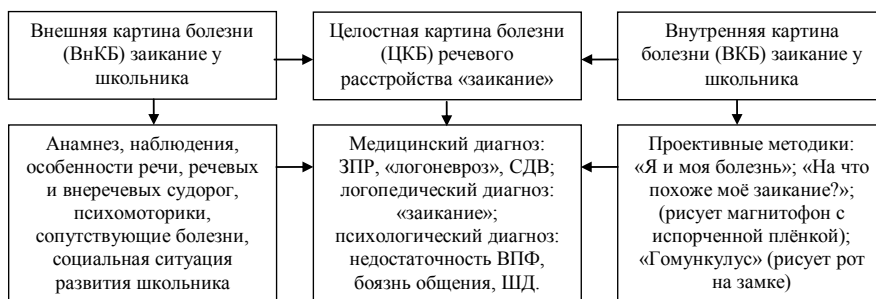 Внешняя картина болезни
(ВнКБ) заикание у
школьника
Целостная картина болезни
(ЦКБ) речевого
расстройства «заикание»
Внутренняя картина
болезни (ВКБ) заикание у
школьника
Анамнез, наблюдения,
особенности речи, речевых
и внеречевых судорог,
психомоторики,
сопутствующие болезни,
социальная ситуация
развития школьника
Медицинский диагноз:
ЗПР, «логоневроз», СДВ;
логопедический диагноз:
«заикание»;
психологический диагноз:
недостаточность ВПФ,
боязнь общения, ШД.
Проективные методики:
«Я и моя болезнь»; «На что
похоже моё заикание?»;
(рисует магнитофон с
испорченной плёнкой);
«Гомункулус» (рисует рот
на замке)